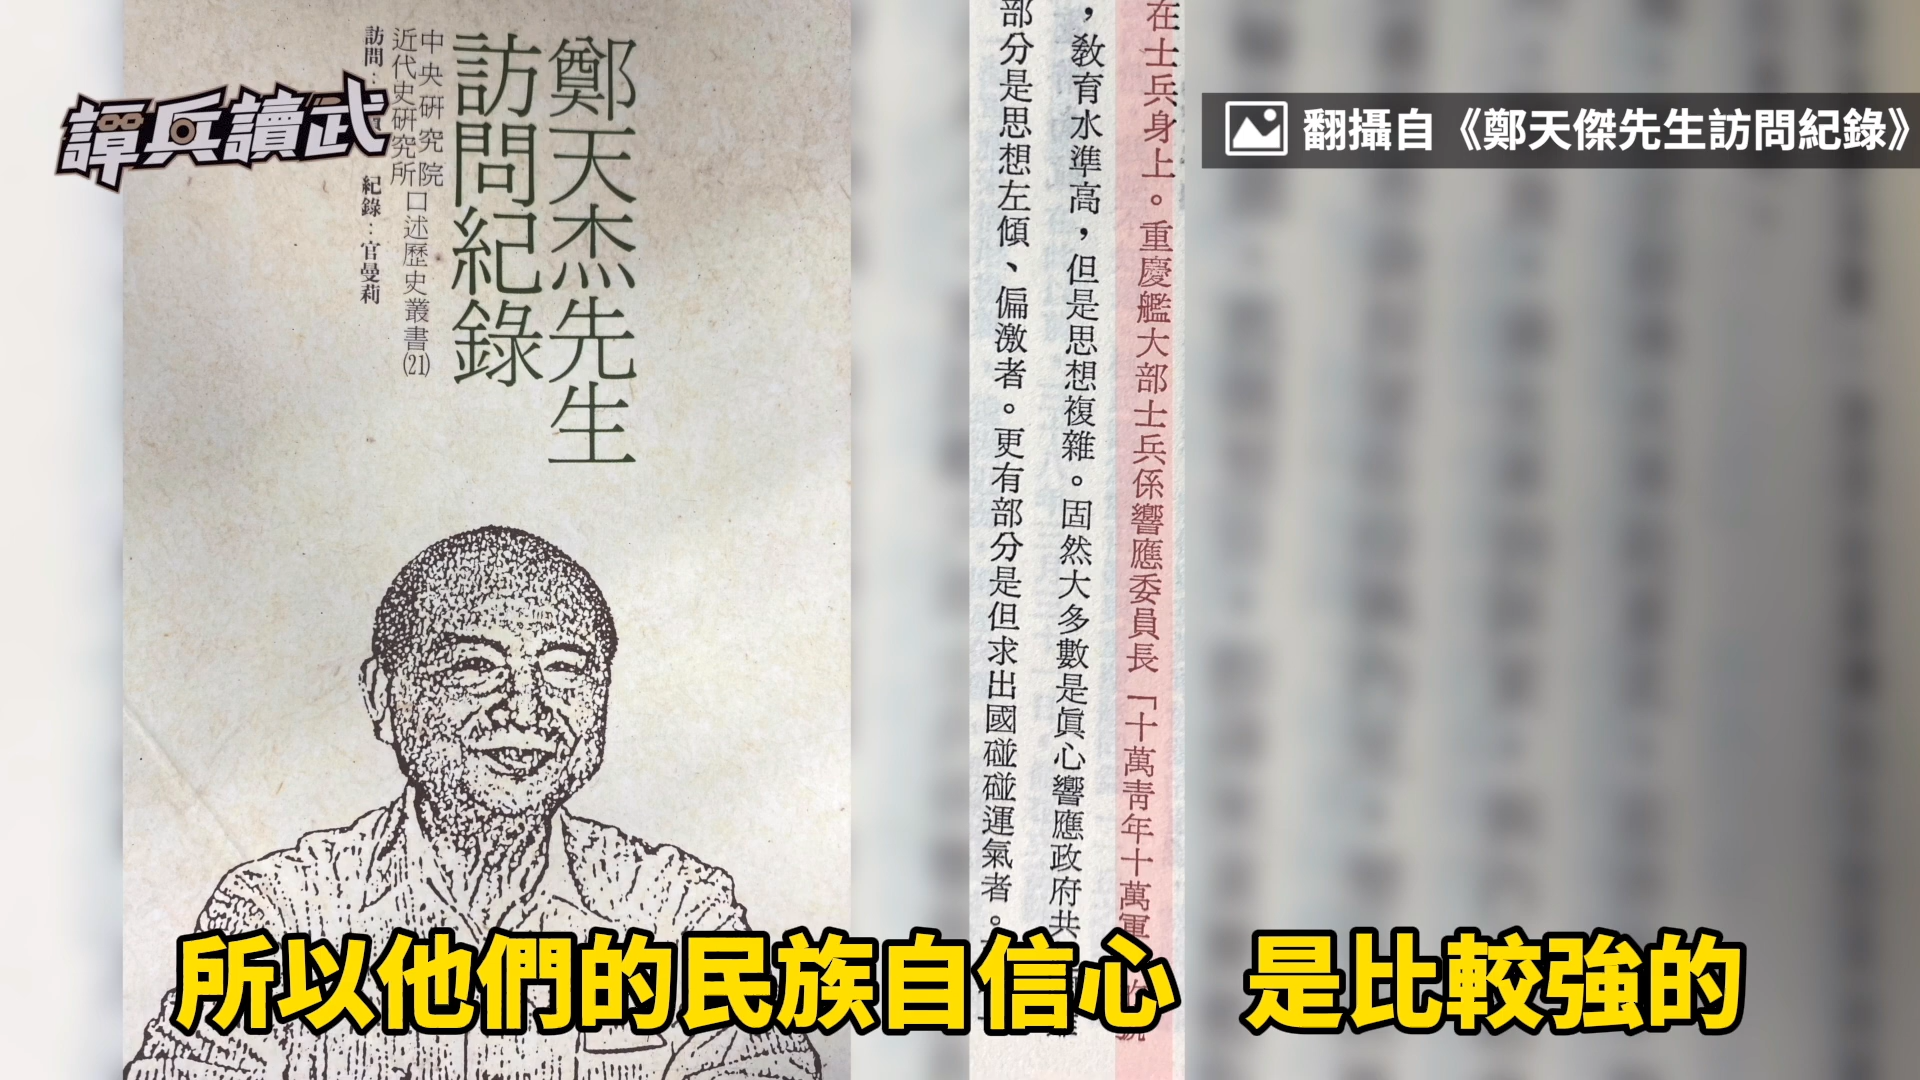 譚兵讀武
鄭天杰先生
訪問紀錄
中央研究院口述歷史叢書(21)
近代史研究所
訪問：
紀錄：官曼莉
翻攝自《鄭天傑先生訪問紀錄》
在士兵身上。重慶艦大部士兵係響應委員長「十萬靑年十萬軍
，教育水準高，但是思想複雜。固然大多數是眞心響應政府共
部分是思想左傾、偏激者。更有部分是但求出國碰碰運氣者。
所以他們的民族自信心 是比較強的